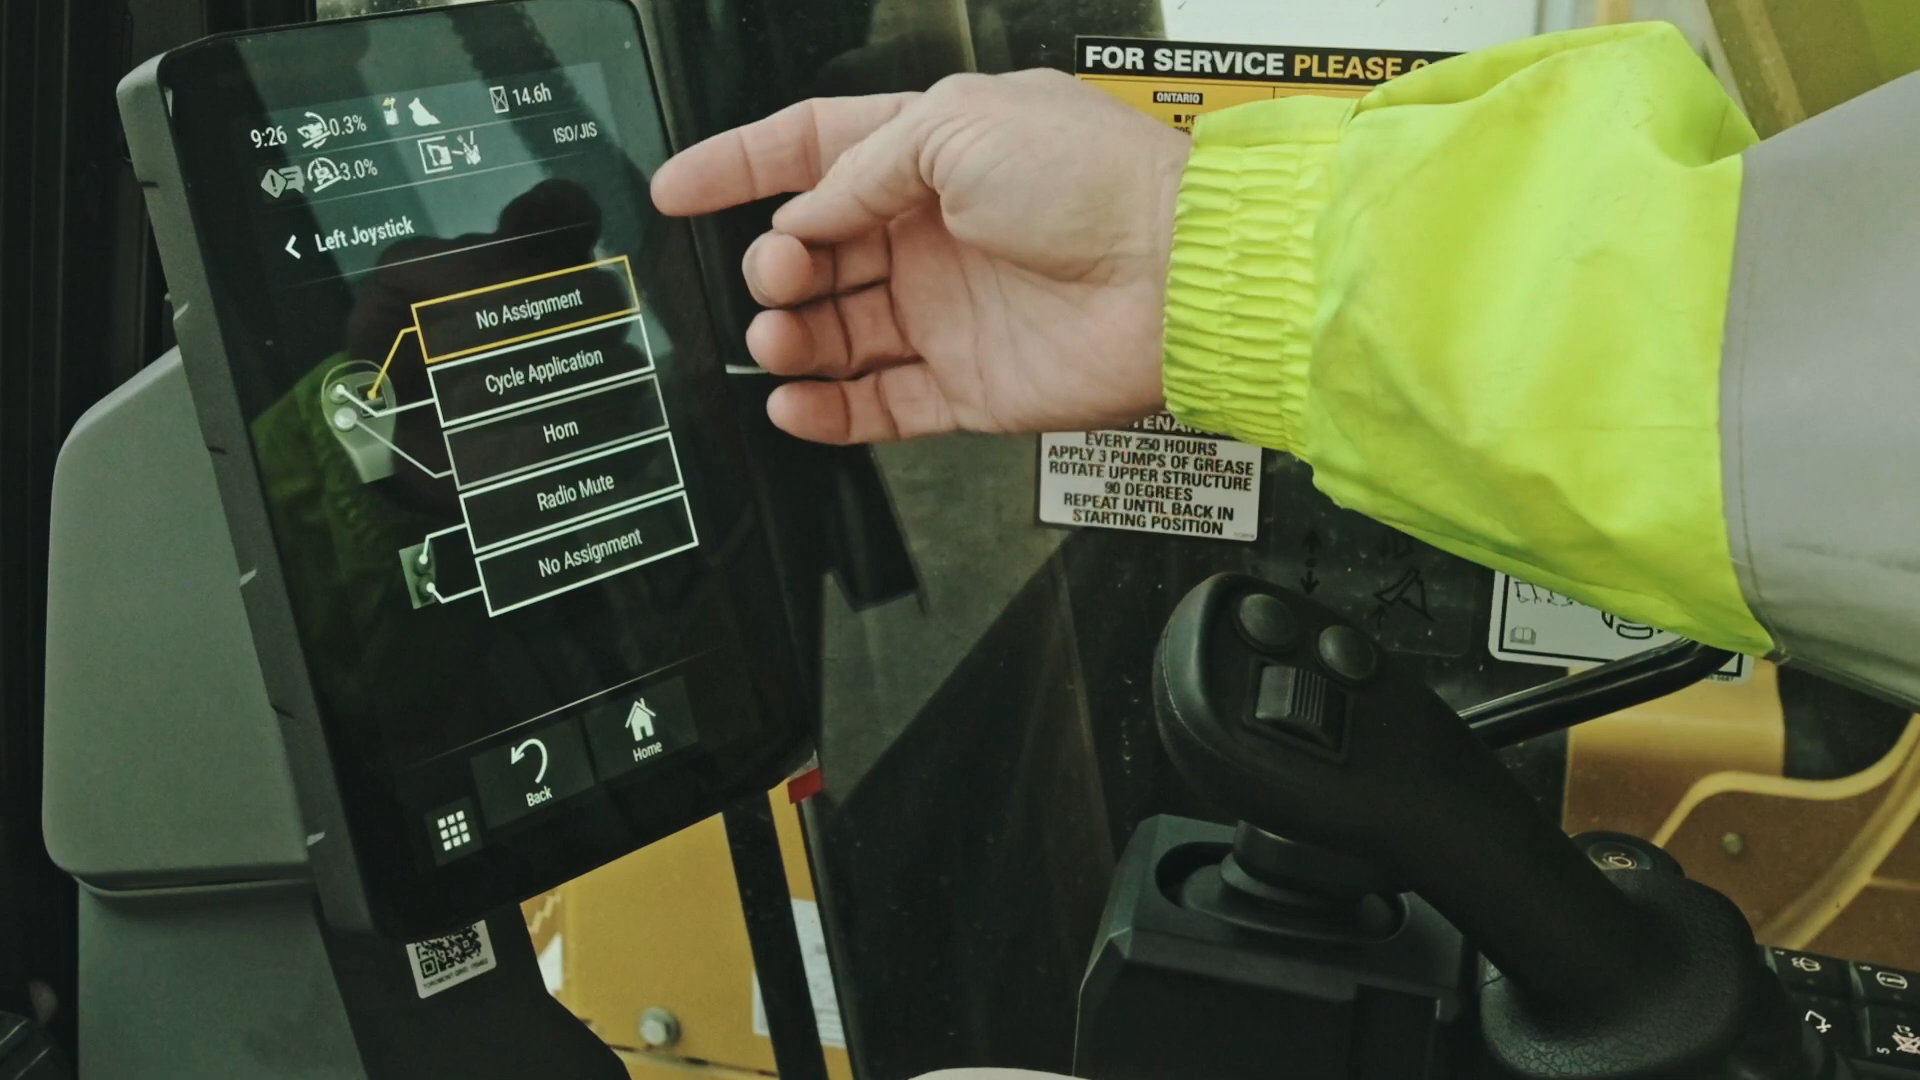 9:26 0.3% 14.6h
3.0% ISO/JIS
Left Joystick
No Assignment
Cycle Application
Horn
Radio Mute
No Assignment
Back
Home
FOR SERVICE PLEASE
ONTARIO
EVERY 250 HOURS
APPLY 3 PUMPS OF GREASE
ROTATE UPPER STRUCTURE
90 DEGREES
REPEAT UNTIL BACK IN
STARTING POSITION